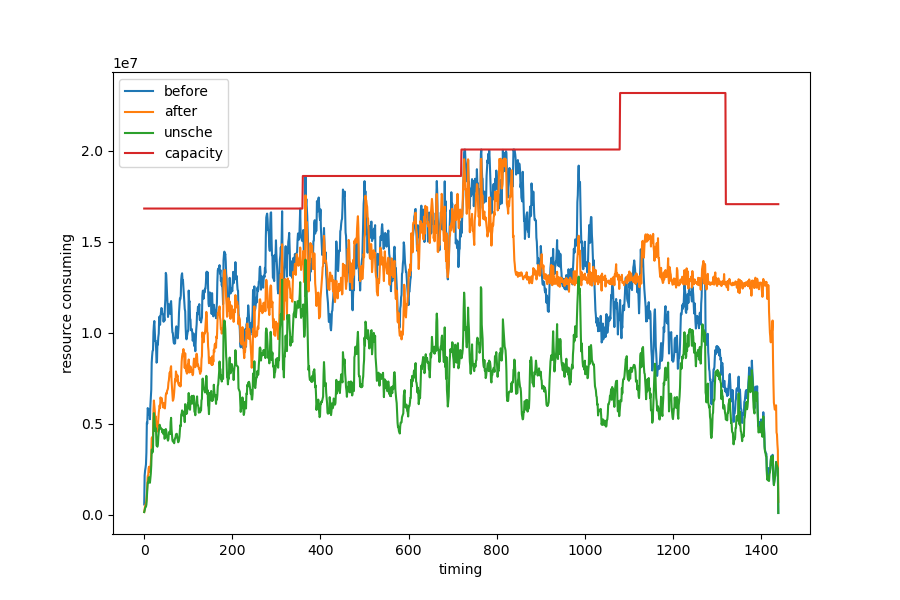 1e7
before
after
unsche
capacity
2.0
1.5
1.0
0.5
0.0
resource consuming
0 200 400 600 800 1000 1200 1400
timing